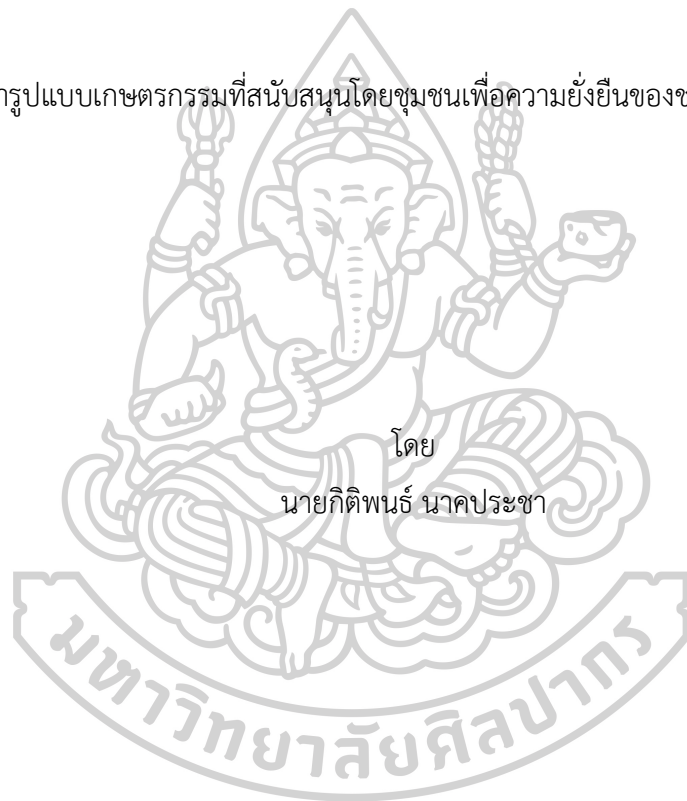 ารูปแบบเกษตรกรรมที่สนับสนุนโดยชุมชนเพื่อความยั่งยืนของช
โดย
นายกิติพนธ์ นาคประชา
มหาวิทยาลัยศิลปากร